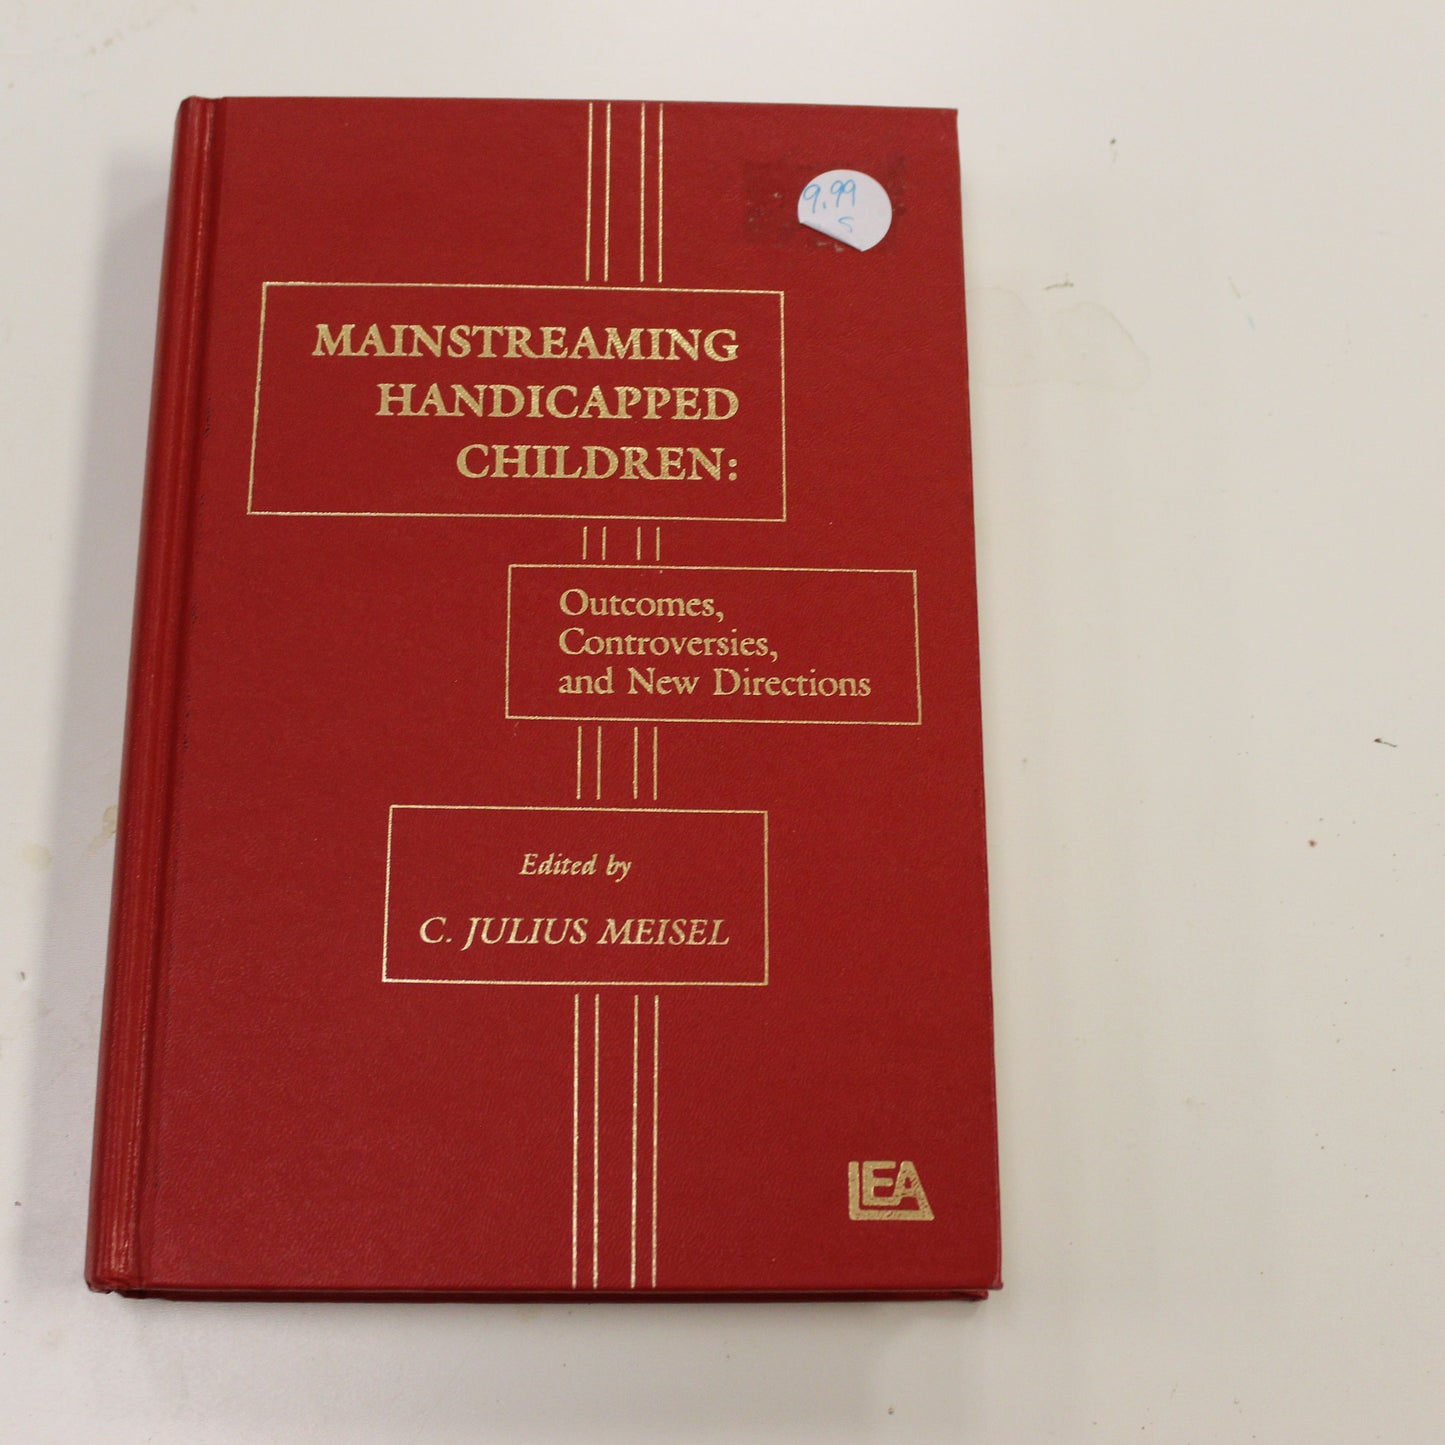 9.99
S
MAINSTREAMING
HANDICAPPED
CHILDREN:
Outcomes,
Controversies,
and New Directions
Edited by
C. JULIUS MEISEL
LEA